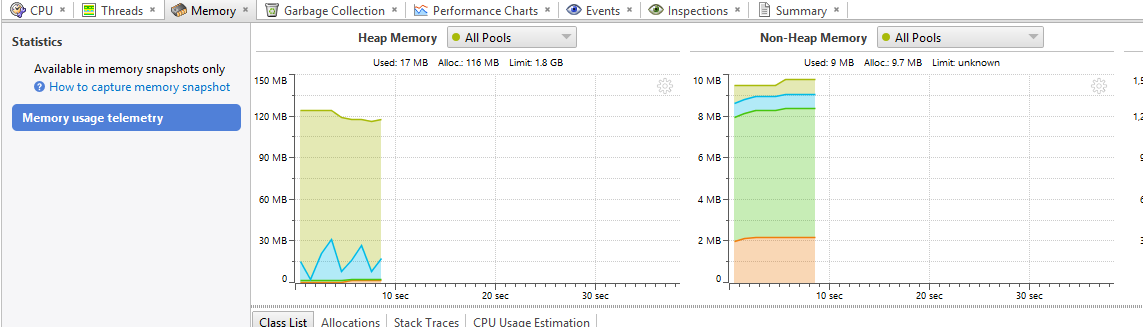 CPU × Threads × Memory × Garbage Collection × Performance Charts × Events × Inspections × Summary ×
Statistics
Available in memory snapshots only
? How to capture memory snapshot
Memory usage telemetry
Heap Memory All Pools
Used: 17 MB Alloc.: 116 MB Limit: 1.8 GB
150 MB
120 MB
90 MB
60 MB
30 MB
0
10 sec 20 sec 30 sec
Non-Heap Memory All Pools
Used: 9 MB Alloc.: 9.7 MB Limit: unknown
10 MB
8 MB
6 MB
4 MB
2 MB
0
10 sec 20 sec 30 sec
Class List Allocations Stack Traces CPU Usage Estimation